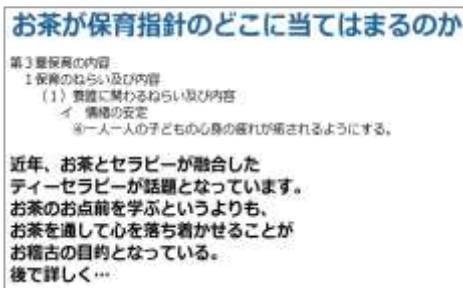 お茶が保育指針のどこに当てはまるのか
第3章保育の内容
1保育のねらい及び内容
(1)養護に関わるねらい及び内容
イ 情緒の安定
④一人一人の子どもの心身の疲れが癒されるようにする。
近年、お茶とセラピーが融合した
ティーセラピーが話題となっています。
お茶のお点前を学ぶというよりも、
お茶を通して心を落ち着かせることが
お稽古の目的となっている。
後で詳しく…